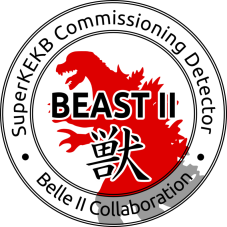 SuperKEKB Commissioning Detector
BEAST II
獣
Belle II Collaboration